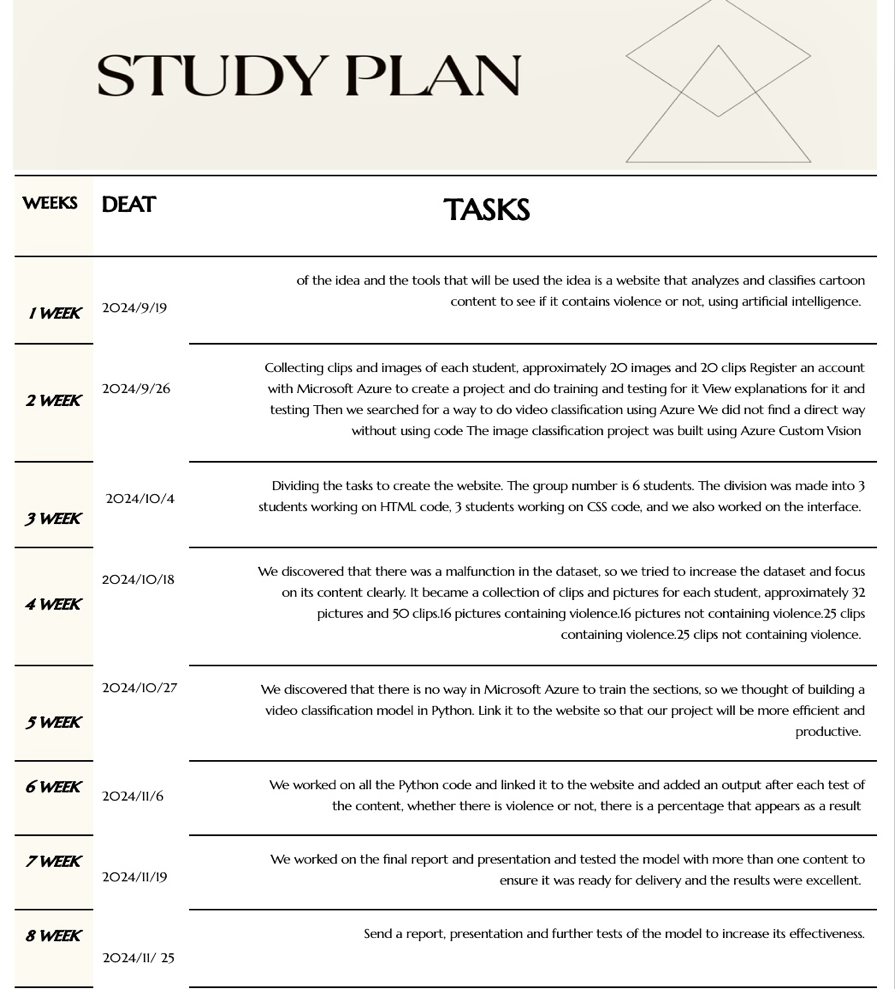 STUDY PLAN
WEEKS DEAT TASKS
1 WEEK 2024/9/19
of the idea and the tools that will be used the idea is a website that analyzes and classifies cartoon
content to see if it contains violence or not, using artificial intelligence.
2 WEEK 2024/9/26
Collecting clips and images of each student, approximately 20 images and 20 clips Register an account
with Microsoft Azure to create a project and do training and testing for it View explanations for it and
testing Then we searched for a way to do video classification using Azure We did not find a direct way
without using code The image classification project was built using Azure Custom Vision
3 WEEK 2024/10/4
Dividing the tasks to create the website. The group number is 6 students. The division was made into 3
students working on HTML code, 3 students working on CSS code, and we also worked on the interface.
4 WEEK 2024/10/18
We discovered that there was a malfunction in the dataset, so we tried to increase the dataset and focus
on its content clearly. It became a collection of clips and pictures for each student, approximately 32
pictures and 50 clips.16 pictures containing violence.16 pictures not containing violence.25 clips
containing violence.25 clips not containing violence.
5 WEEK 2024/10/27
We discovered that there is no way in Microsoft Azure to train the sections, so we thought of building a
video classification model in Python. Link it to the website so that our project will be more efficient and
productive.
6 WEEK 2024/11/6
We worked on all the Python code and linked it to the website and added an output after each test of
the content, whether there is violence or not, there is a percentage that appears as a result
7 WEEK 2024/11/19
We worked on the final report and presentation and tested the model with more than one content to
ensure it was ready for delivery and the results were excellent.
8 WEEK 2024/11/ 25
Send a report, presentation and further tests of the model to increase its effectiveness.